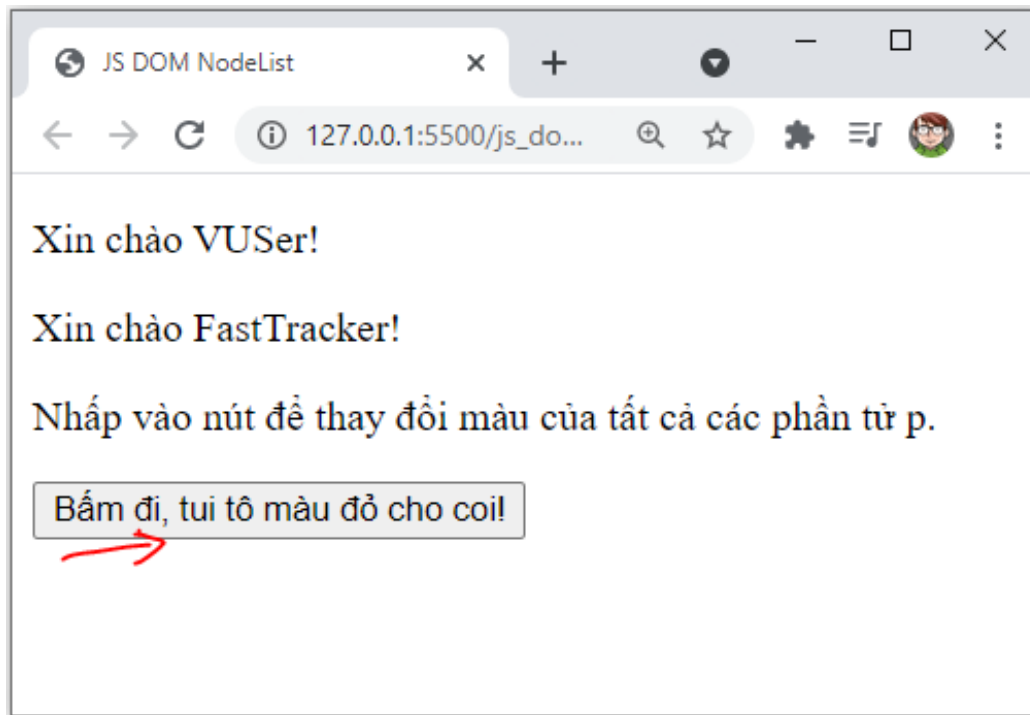 JS DOM NodeList
127.0.0.1:5500/js_do...
Xin chào VUSer!
Xin chào FastTracker!
Nhấp vào nút để thay đổi màu của tất cả các phần tử p.
Bấm đi, tui tô màu đỏ cho coi!